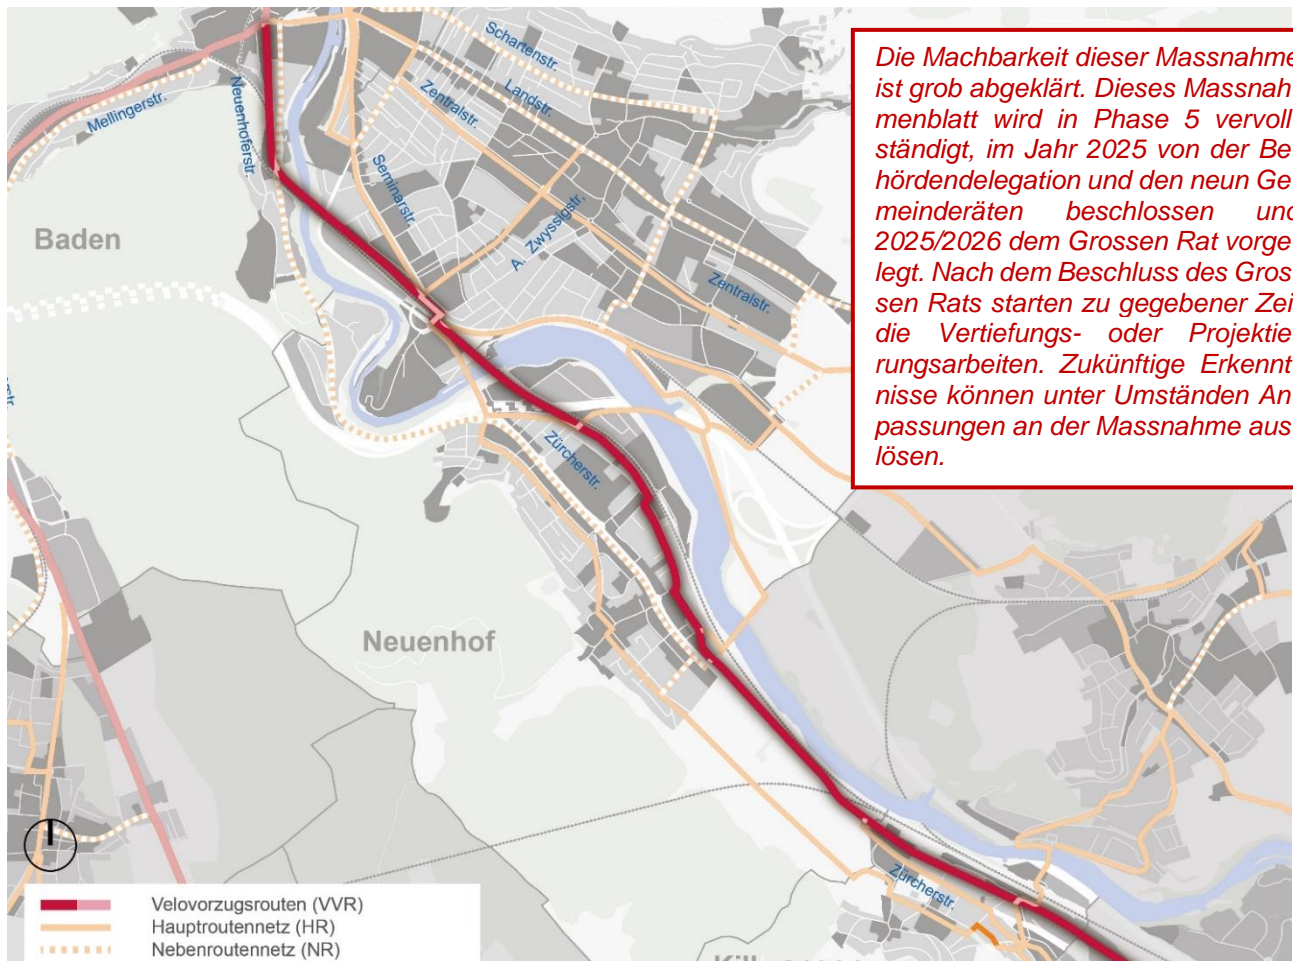 Die Machbarkeit dieser Massnahme
ist grob abgeklärt. Dieses Massnah
menblatt wird in Phase 5 vervoll
ständigt, im Jahr 2025 von der Be
hördendelegation und den neun Ge
meinderäten beschlossen und
2025/2026 dem Grossen Rat vorge
legt. Nach dem Beschluss des Gros
sen Rats starten zu gegebener Zei
die Vertiefungs- oder Projektie
rungsarbeiten. Zukünftige Erkennt
nisse können unter Umständen An
passungen an der Massnahme aus
lösen.
Schartenstr.
Landstr.
Zentralstr.
Mellingerstr.
Neuenhoferstr.
Seminarstr.
A. Zwyssigstr.
Baden
Zentralstr.
Zürcherstr.
Neuenhof
Zürcherstr.
Velovorzugsrouten (VVR)
Hauptroutennetz (HR)
Nebenroutennetz (NR)